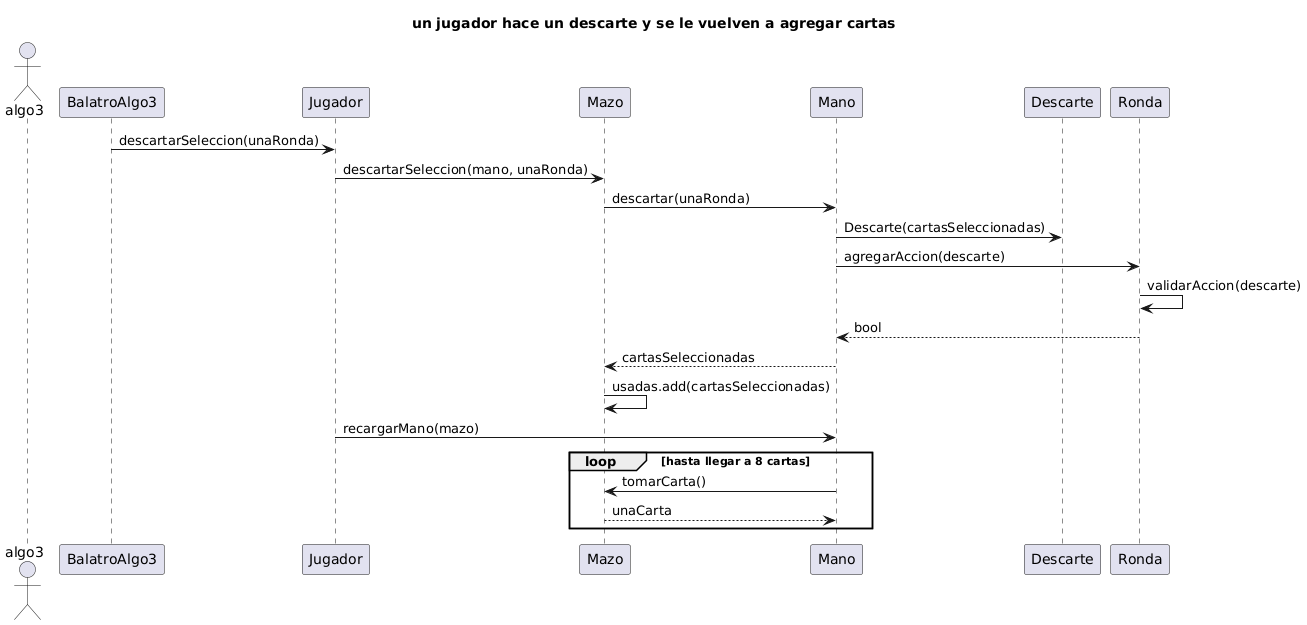 un jugador hace un descarte y se le vuelven a agregar cartas
algo3
BalatroAlgo3
Jugador
Mazo
Mano
Descarte
Ronda
descartarSeleccion(unaRonda)
descartarSeleccion(mano, unaRonda)
descartar(unaRonda)
Descarte(cartasSeleccionadas)
agregarAccion(descarte)
validarAccion(descarte)
bool
cartasSeleccionadas
usadas.add(cartasSeleccionadas)
recargarMano(mazo)
loop
[hasta llegar a 8 cartas]
tomarCarta()
unaCarta
algo3
BalatroAlgo3
Jugador
Mazo
Mano
Descarte
Ronda